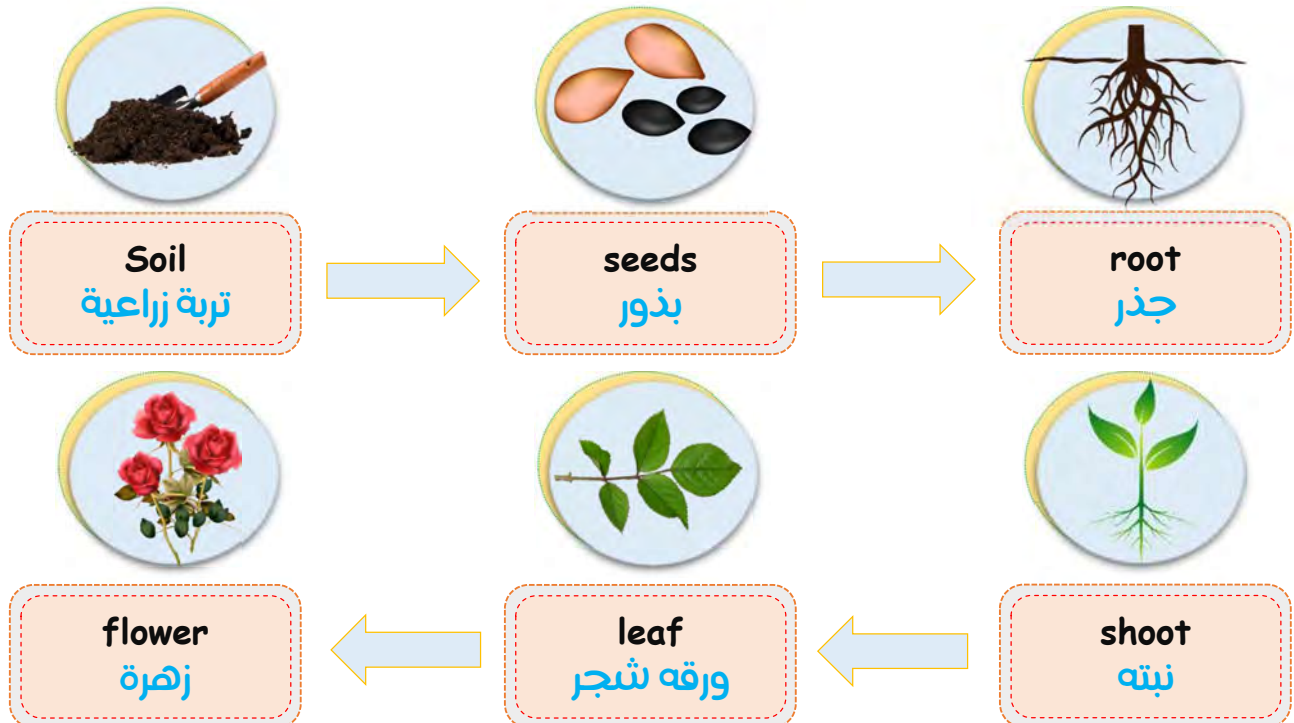 Soil
تربة زراعية
seeds
بذور
root
جذر
flower
زهرة
leaf
ورقه شجر
shoot
نبته